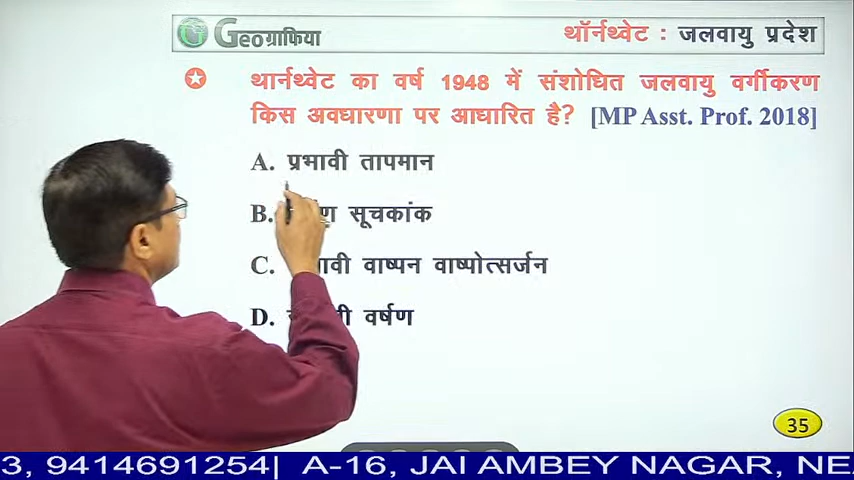 Geoग्राफिया
थॉर्नथ्वेट : जलवायु प्रदेश
थार्नथ्वेट का वर्ष 1948 में संशोधित जलवायु वर्गीकरण
किस अवधारणा पर आधारित है? [MP Asst. Prof. 2018]
A. प्रभावी तापमान
B. सूचकांक
C. वाष्पन वाष्पोत्सर्जन
D. वर्षण
35
3, 9414691254| A-16, JAI AMBEY NAGAR,